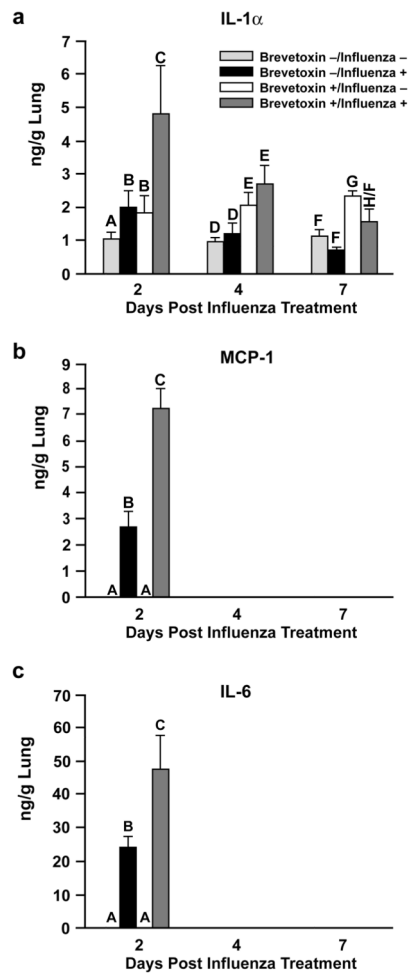 a
IL-1α
Brevetoxin –/Influenza –
Brevetoxin –/Influenza +
Brevetoxin +/Influenza –
Brevetoxin +/Influenza +
ng/g Lung
7
6
5
4
3
2
1
0
A
B
B
C
D
D
E
E
F
F
G
H/F
2 4 7
Days Post Influenza Treatment
b
MCP-1
ng/g Lung
9
8
7
6
5
4
3
2
1
0
A
B
A
C
2 4 7
Days Post Influenza Treatment
c
IL-6
ng/g Lung
70
60
50
40
30
20
10
0
A
B
A
C
2 4 7
Days Post Influenza Treatment